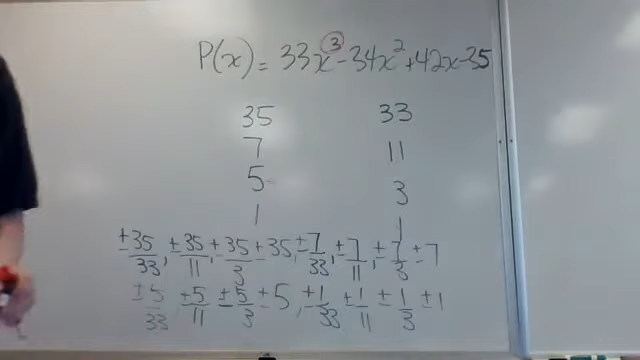 P(x) = 33x³ - 34x² + 42x - 35
35 33
7 11
5 3
1 1
±35/33, ±35/11, ±35/3 ±35, ±7/33, ±7/11, ±7/3 ±7
±5/33 ±5/11 ±5/3 ±5, ±1/33 ±1/11 ±1/3 ±1